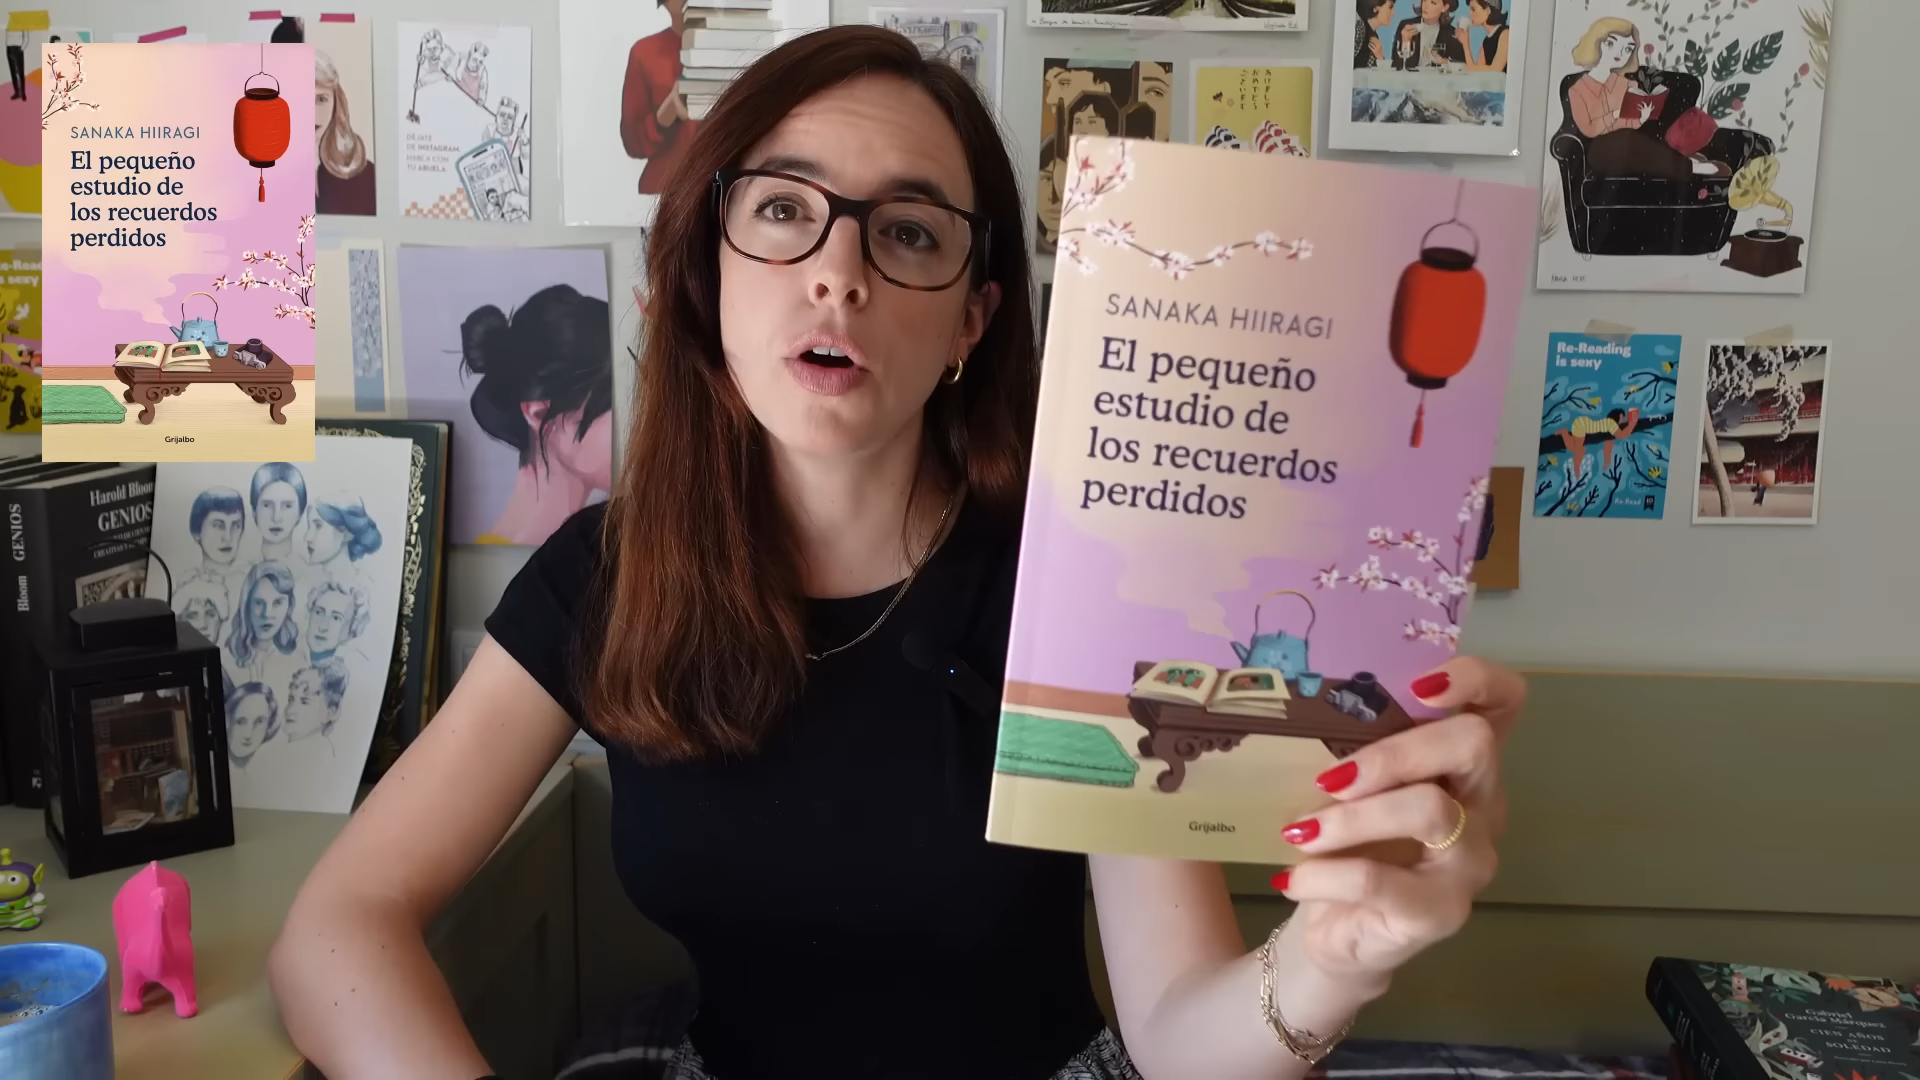 SANAKA HIIRAGI
El pequeño
estudio de
los recuerdos
perdidos
Grijalbo
DÉJATE
DE INSTAGRAM.
HABLA CON
TU ABUELA
SANAKA HIIRAGI
El pequeño
estudio de
los recuerdos
perdidos
Grijalbo
Re-Reading
is sexy
Harold Bloom
GENIOS
Bloom
GENIOS
Gabriel
García Márquez
CIEN AÑOS
DE
SOLEDAD